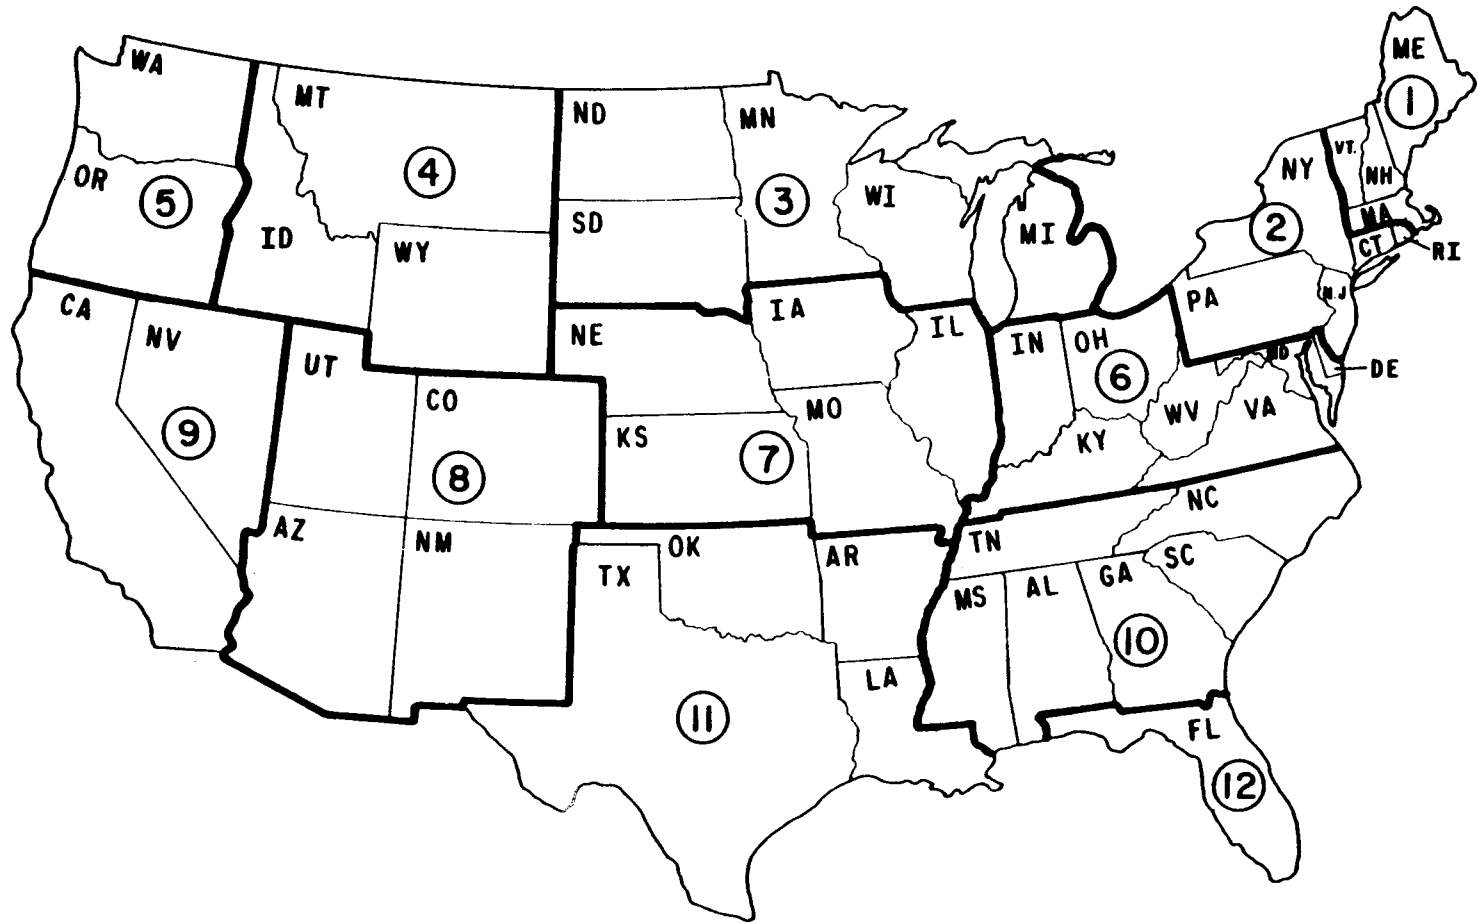 WA
MT
ND
MN
ME
1
OR
5
4
3
WI
NY
VT.
NH
ID
WY
SD
MI
2
MA
CT
RI
CA
NV
UT
NE
IA
IL
IN
OH
PA
N.J
MD
DE
CO
6
9
KS
MO
KY
WV
VA
8
7
AZ
NM
OK
AR
TN
NC
TX
MS
AL
GA
SC
10
LA
11
FL
12